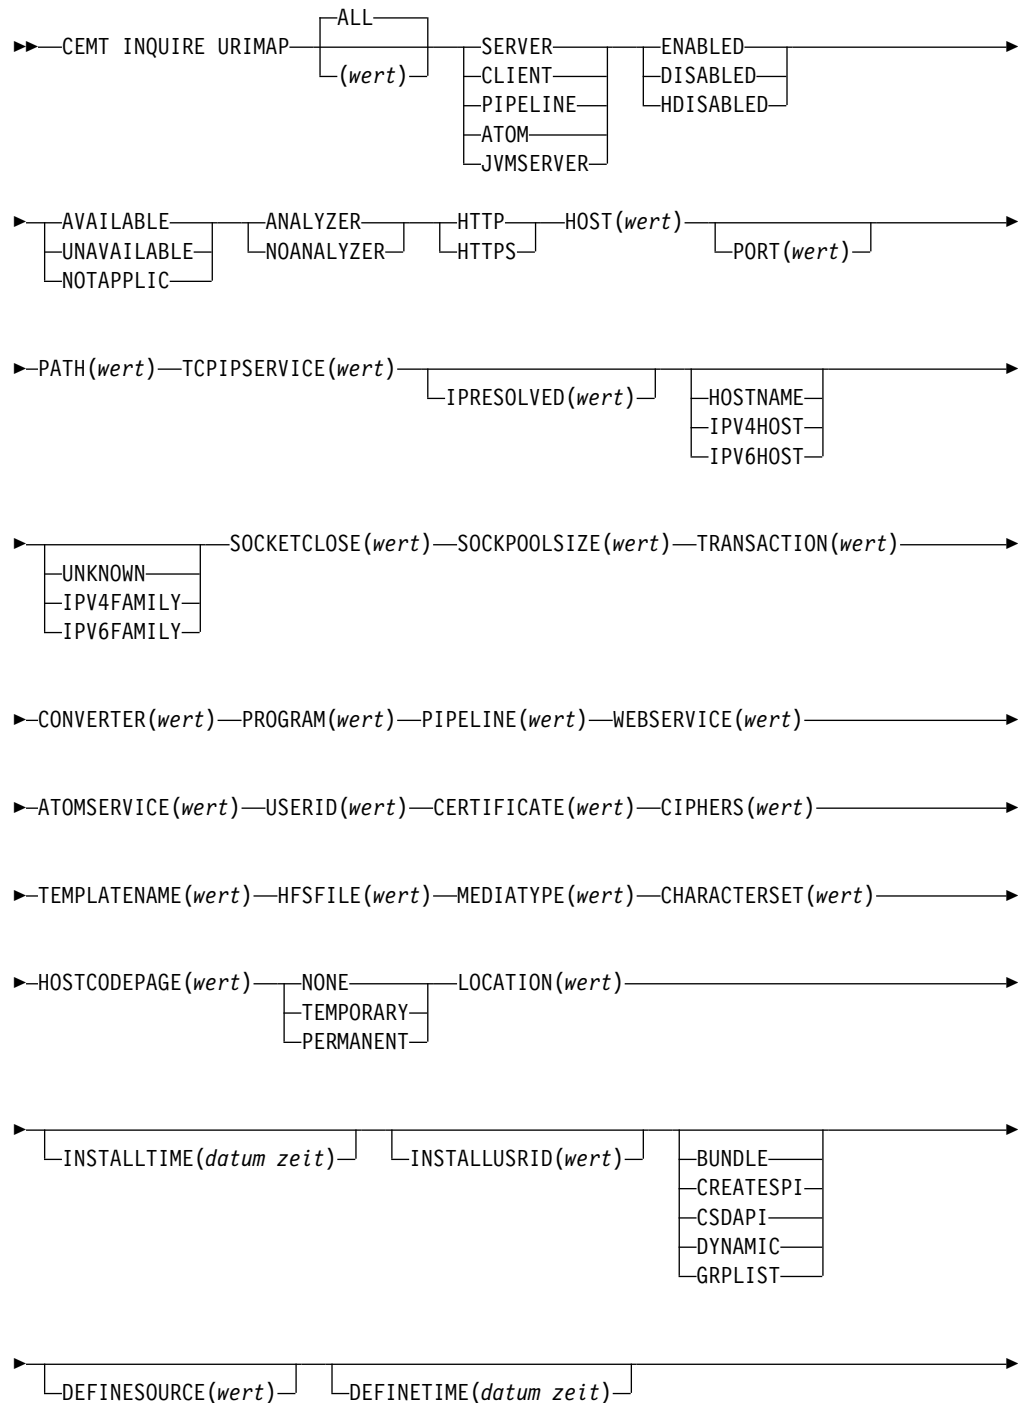 ALL
CEMT INQUIRE URIMAP SERVER ENABLED
(wert) CLIENT DISABLED
PIPELINE HDISABLED
ATOM
JVMSERVER
AVAILABLE ANALYZER HTTP HOST(wert)
UNAVAILABLE NOANALYZER HTTPS PORT(wert)
NOTAPPLIC
PATH(wert) TCPIPSERVICE(wert)
IPRESOLVED(wert) HOSTNAME
IPV4HOST
IPV6HOST
SOCKETCLOSE(wert) SOCKPOOLSIZE(wert) TRANSACTION(wert)
UNKNOWN
IPV4FAMILY
IPV6FAMILY
CONVERTER(wert) PROGRAM(wert) PIPELINE(wert) WEBSERVICE(wert)
ATOMSERVICE(wert) USERID(wert) CERTIFICATE(wert) CIPHERS(wert)
TEMPLATENAME(wert) HFSFILE(wert) MEDIATYPE(wert) CHARACTERSET(wert)
HOSTCODEPAGE(wert) NONE LOCATION(wert)
TEMPORARY
PERMANENT
INSTALLTIME(datum zeit) INSTALLUSRID(wert) BUNDLE
CREATESPI
CSDAPI
DYNAMIC
GRPLIST
DEFINESOURCE(wert) DEFINETIME(datum zeit)